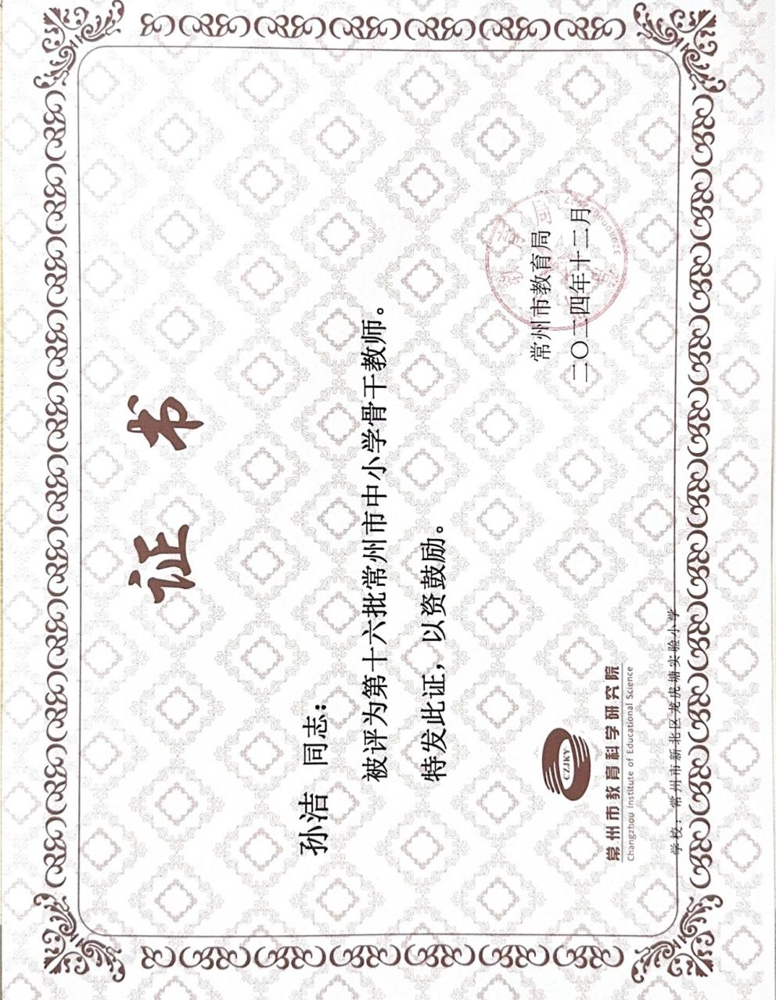 证书
孙洁 同志：
被评为第十六批常州市中小学骨干教师。
特发此证，以资鼓励。
常州市教育局
二〇二四年十二月
CZJKY
常州市教育科学研究院
Changzhou Institute of Educational Science
学校：常州市新北区龙虎塘实验小学